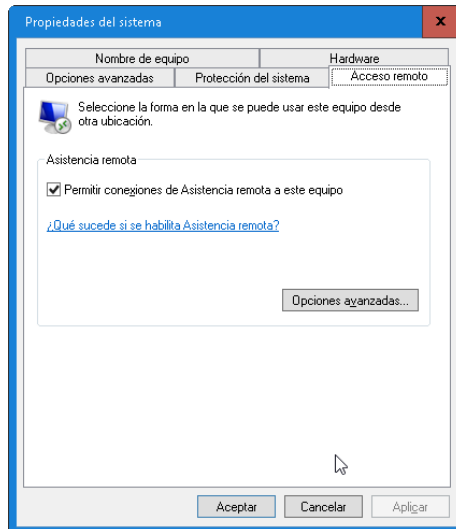 Propiedades del sistema
x
Nombre de equipo
Hardware
Opciones avanzadas
Protección del sistema
Acceso remoto
Seleccione la forma en la que se puede usar este equipo desde
otra ubicación.
Asistencia remota
Permitir conexiones de Asistencia remota a este equipo
¿Qué sucede si se habilita Asistencia remota?
Opciones avanzadas...
Aceptar
Cancelar
Aplicar